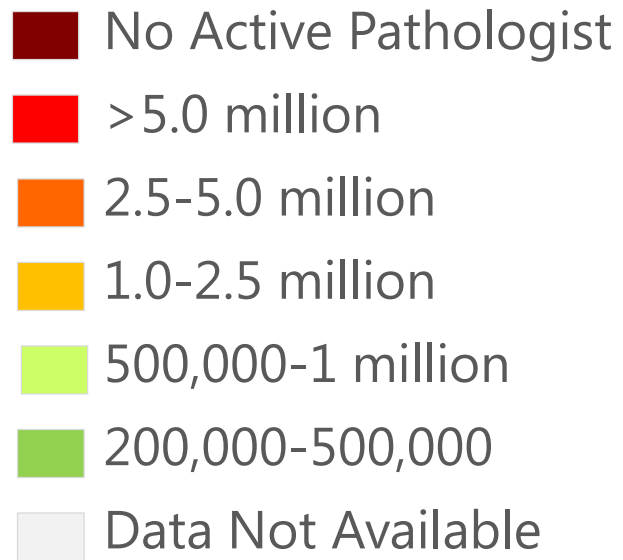 No Active Pathologist
>5.0 million
2.5-5.0 million
1.0-2.5 million
500,000-1 million
200,000-500,000
Data Not Available